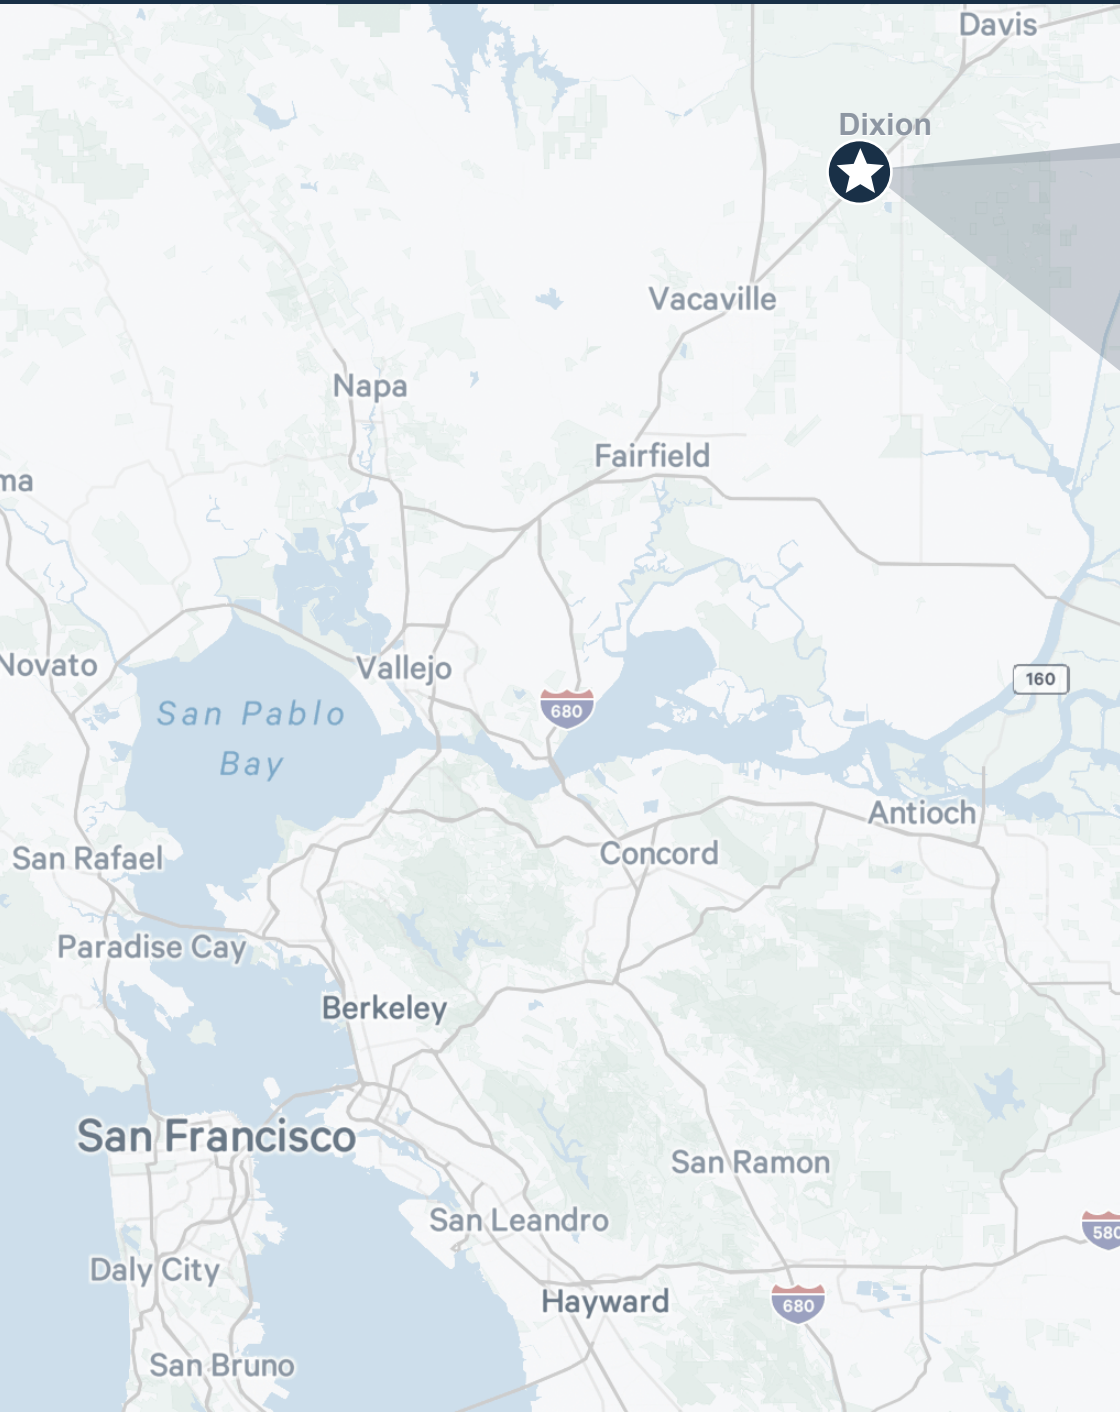 Davis
Dixion
Vacaville
Napa
Fairfield
ma
Novato
Vallejo
160
680
San Pablo
Bay
Antioch
San Rafael
Concord
Paradise Cay
Berkeley
San Francisco
San Ramon
San Leandro
580
Daly City
Hayward
680
San Bruno